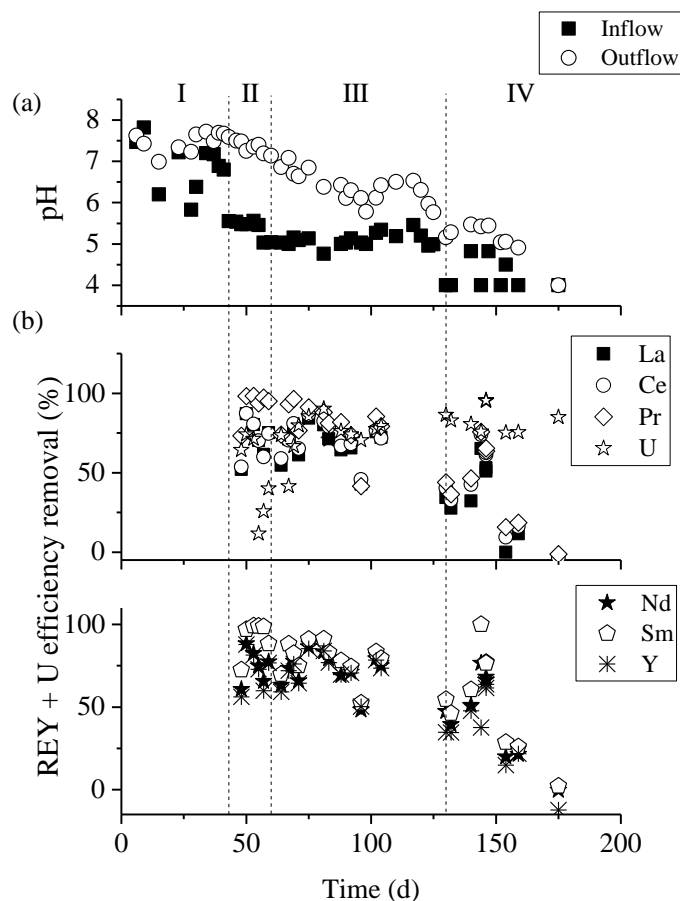 Inflow
Outflow
(a)
I II III IV
8
7
6
5
4
pH
(b)
La
Ce
Pr
U
100
50
0
REY + U efficiency removal (%)
Nd
Sm
Y
100
50
0
0 50 100 150 200
Time (d)